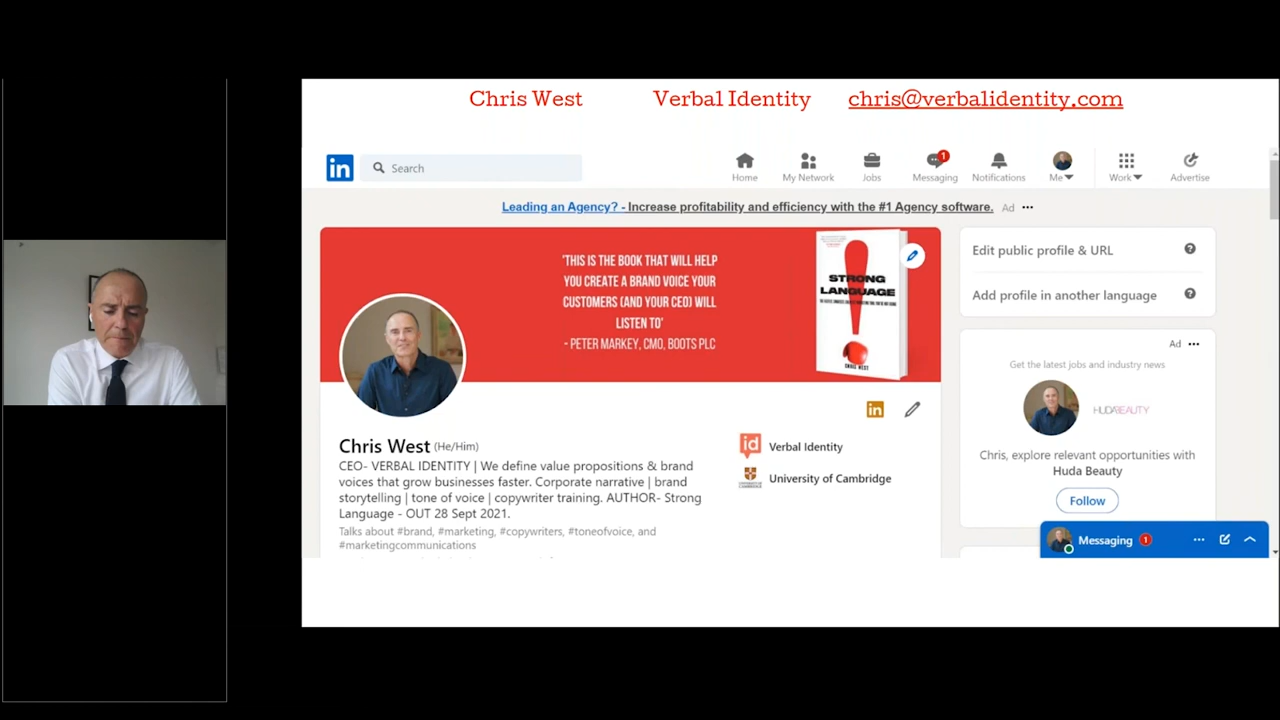 Chris West Verbal Identity chris@verbalidentity.com
in Search
Home My Network Jobs Messaging 1 Notifications Me Work Advertise
Leading an Agency? - Increase profitability and efficiency with the #1 Agency software. Ad
'THIS IS THE BOOK THAT WILL HELP
YOU CREATE A BRAND VOICE YOUR
CUSTOMERS (AND YOUR CEO) WILL
LISTEN TO'
- PETER MARKEY, CMO, BOOTS PLC
STRONG
LANGUAGE
CHRIS WEST
in
Chris West (He/Him)
CEO- VERBAL IDENTITY | We define value propositions & brand
voices that grow businesses faster. Corporate narrative | brand
storytelling | tone of voice | copywriter training. AUTHOR- Strong
Language - OUT 28 Sept 2021.
Talks about #brand, #marketing, #copywriters, #toneofvoice, and
#marketingcommunications
id Verbal Identity
University of Cambridge
Edit public profile & URL ?
Add profile in another language ?
Ad
Get the latest jobs and industry news
HUDABEAUTY
Chris, explore relevant opportunities with
Huda Beauty
Follow
Messaging 1